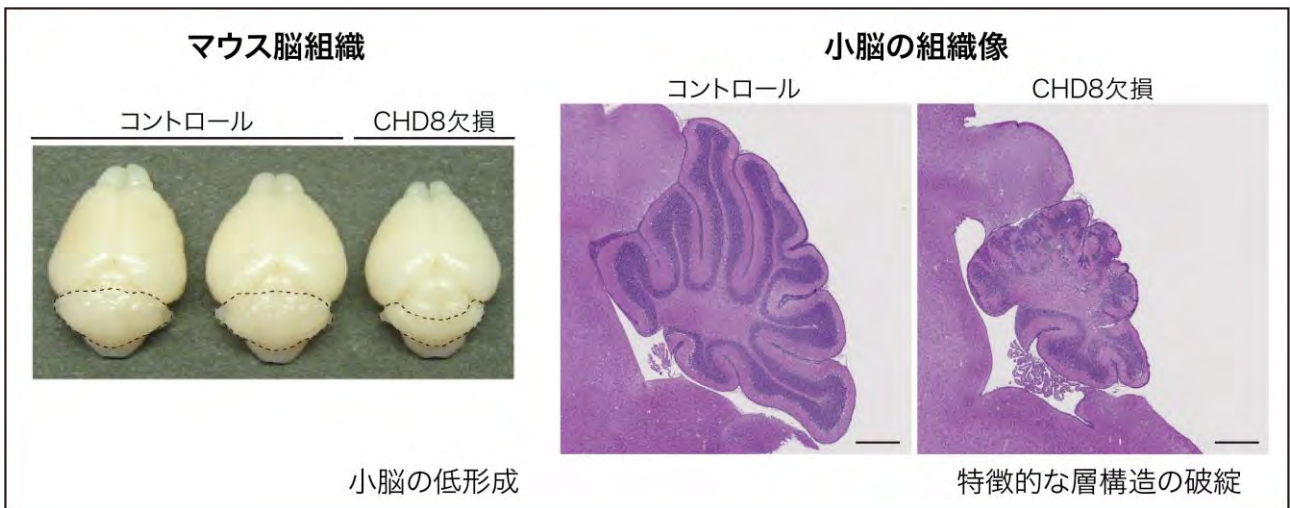 マウス脳組織
コントロール
CHD8欠損
小脳の低形成
小脳の組織像
コントロール
CHD8欠損
特徴的な層構造の破綻